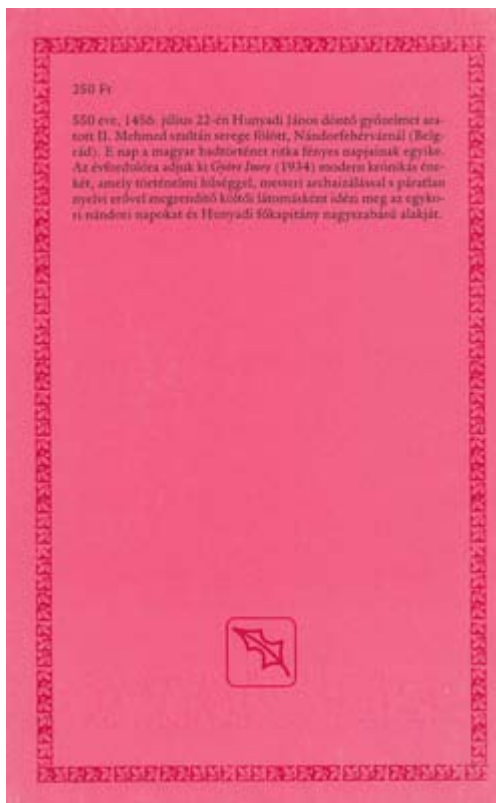 250 Ft
550 éve, 1456. július 22-én Hunyadi János döntő győzelmet ara-
tott II. Mehmed szultán serege fölött, Nándorfehérvárnál (Belg-
rád). E nap a magyar hadtörténet ritka fényes napjainak egyike.
Az évfordulóra adjuk ki Györe Imre (1934) modern krónikás éne-
két, amely történelmi hűséggel, mesteri archaizálással s páratlan
nyelvi erővel megrendítő költői látomásként idézi meg az egyko-
ri nándori napokat és Hunyadi főkapitány nagyszabású alakját.